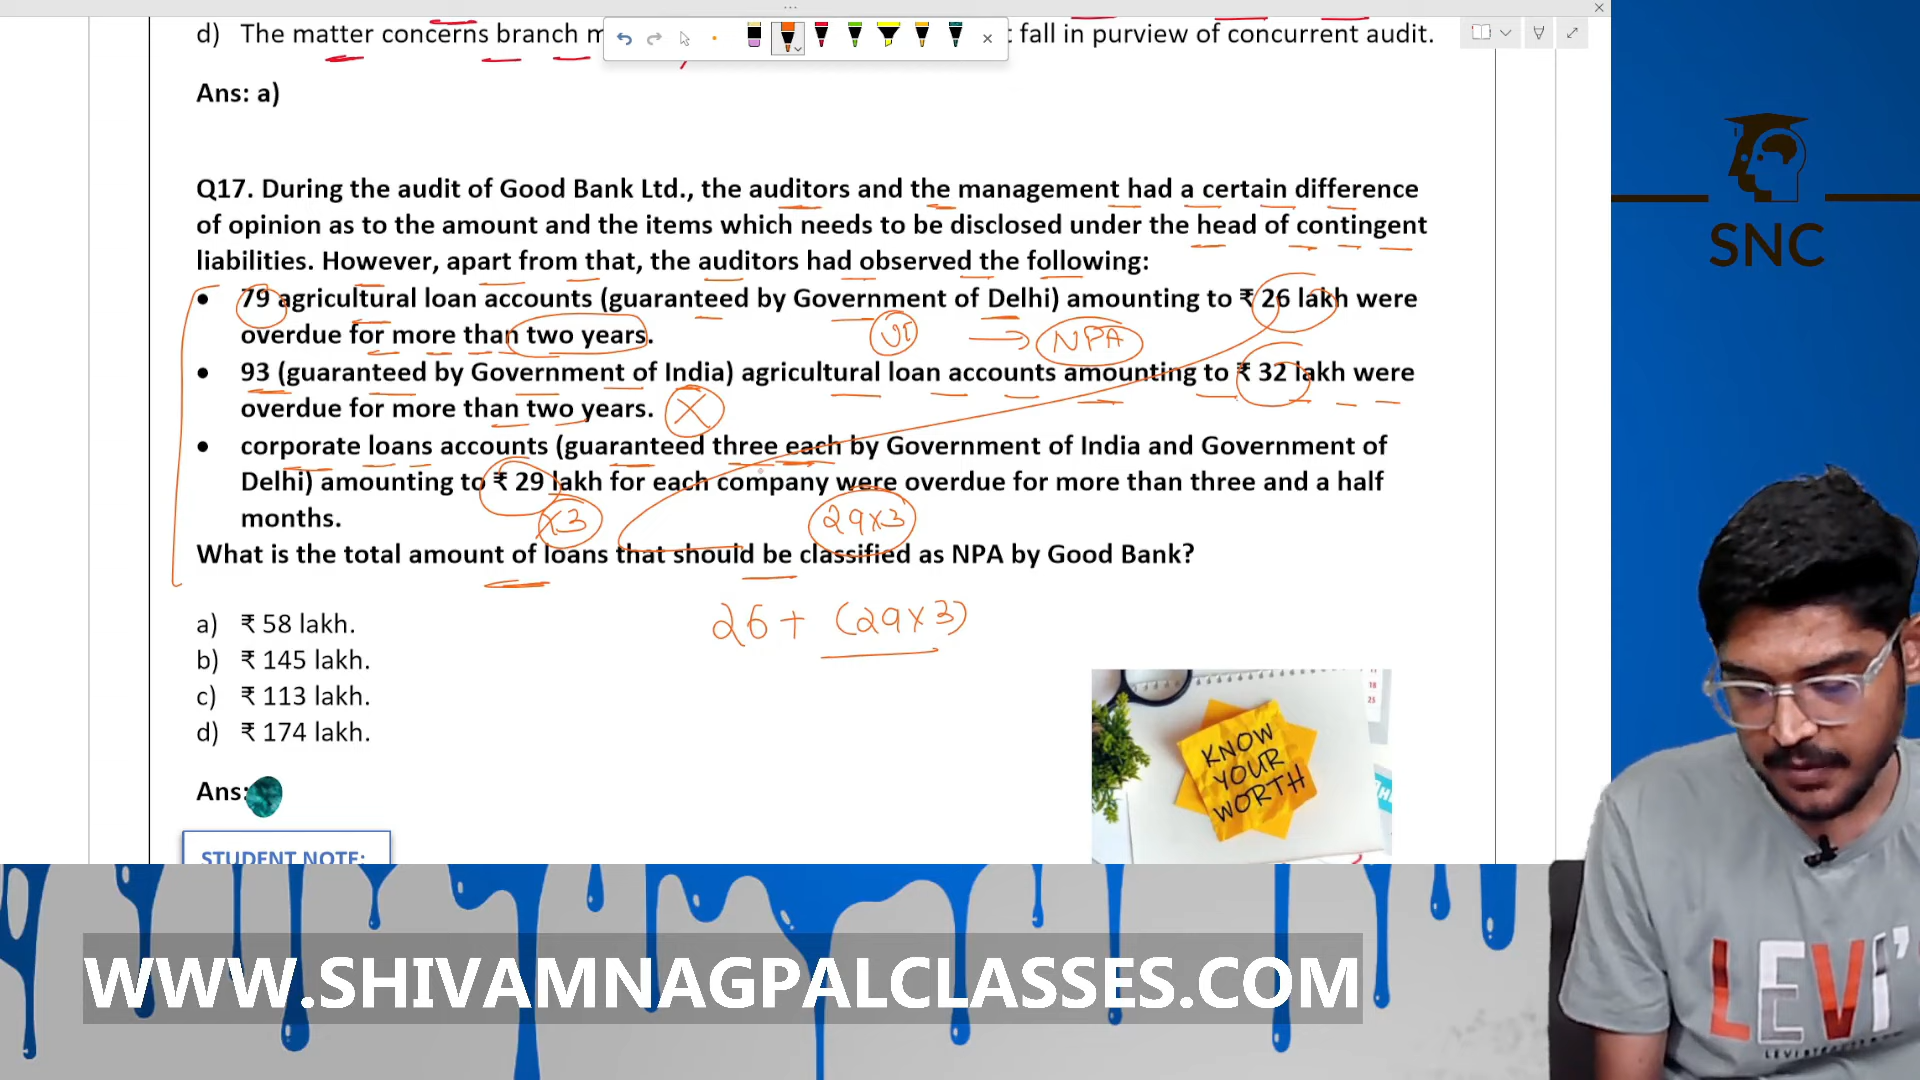 d) The matter concerns branch m fall in purview of concurrent audit.
Ans: a)
Q17. During the audit of Good Bank Ltd., the auditors and the management had a certain difference
of opinion as to the amount and the items which needs to be disclosed under the head of contingent
liabilities. However, apart from that, the auditors had observed the following:
• 79 agricultural loan accounts (guaranteed by Government of Delhi) amounting to ₹ 26 lakh were
overdue for more than two years.
→ NPA
• 93 (guaranteed by Government of India) agricultural loan accounts amounting to ₹ 32 lakh were
overdue for more than two years. X
• corporate loans accounts (guaranteed three each by Government of India and Government of
Delhi) amounting to ₹ 29 lakh for each company were overdue for more than three and a half
months.
x3
29x3
What is the total amount of loans that should be classified as NPA by Good Bank?
26 + (29x3)
a) ₹ 58 lakh.
b) ₹ 145 lakh.
c) ₹ 113 lakh.
d) ₹ 174 lakh.
Ans:
KNOW
YOUR
WORTH
STUDENT NOTE:
SNC
LEVI'
WWW.SHIVAMNAGPALCLASSES.COM